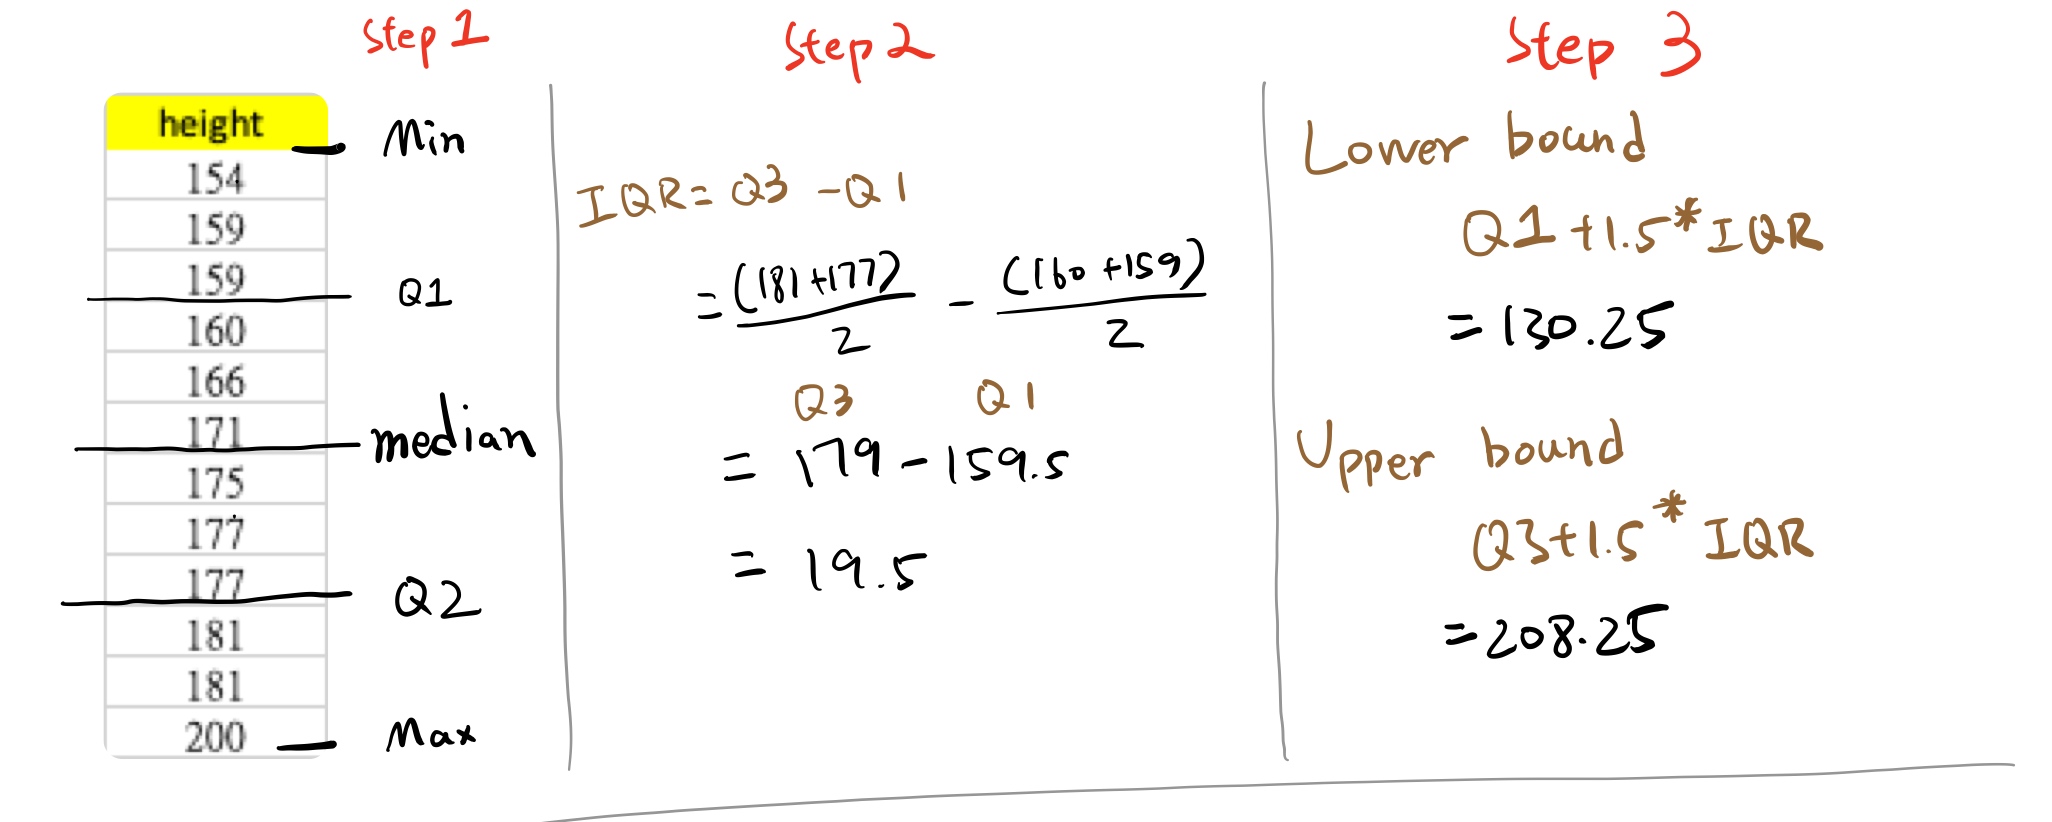 Step 1
height
Min
154
159
159
Q1
160
166
171
median
175
177
177
Q2
181
181
200
Max
Step 2
IQR = Q3 - Q1
= (181+177)/2 - (160+159)/2
Q3 Q1
= 179 - 159.5
= 19.5
Step 3
Lower bound
Q1+1.5* IQR
= 130.25
Upper bound
Q3+1.5* IQR
= 208.25